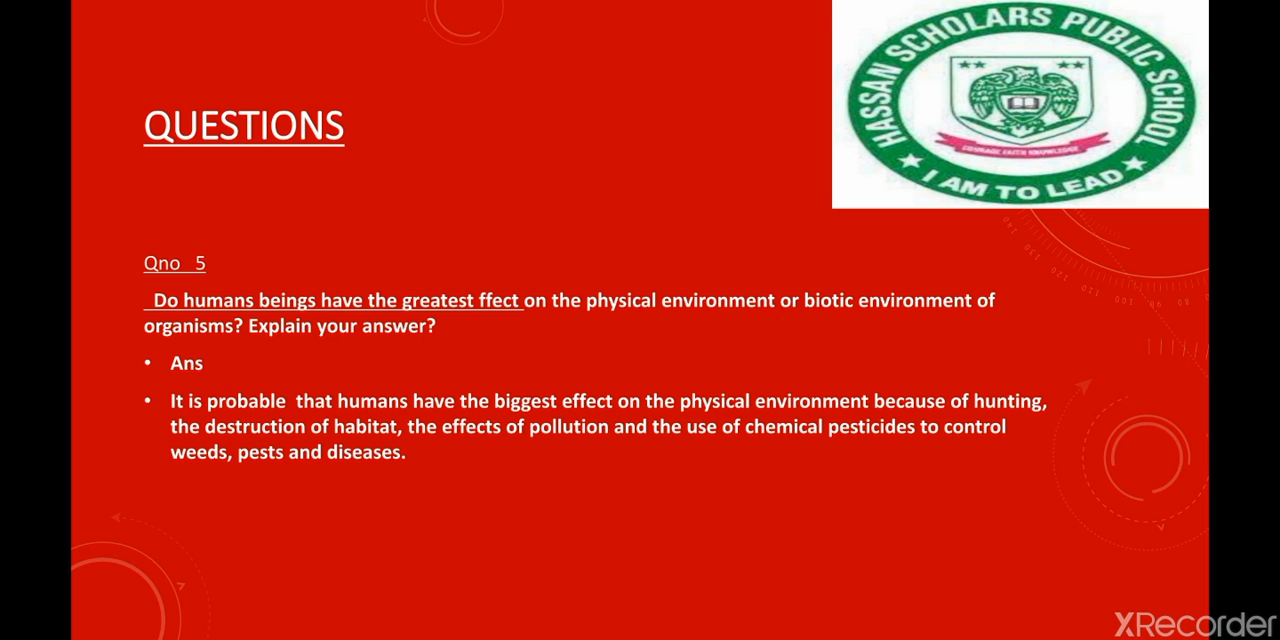 HASSAN SCHOLARS PUBLIC SCHOOL
COURAGE FAITH KNOWLEDGE
I AM TO LEAD
QUESTIONS
Qno 5
Do humans beings have the greatest ffect on the physical environment or biotic environment of
organisms? Explain your answer?
• Ans
• It is probable that humans have the biggest effect on the physical environment because of hunting,
the destruction of habitat, the effects of pollution and the use of chemical pesticides to control
weeds, pests and diseases.
XRecorder